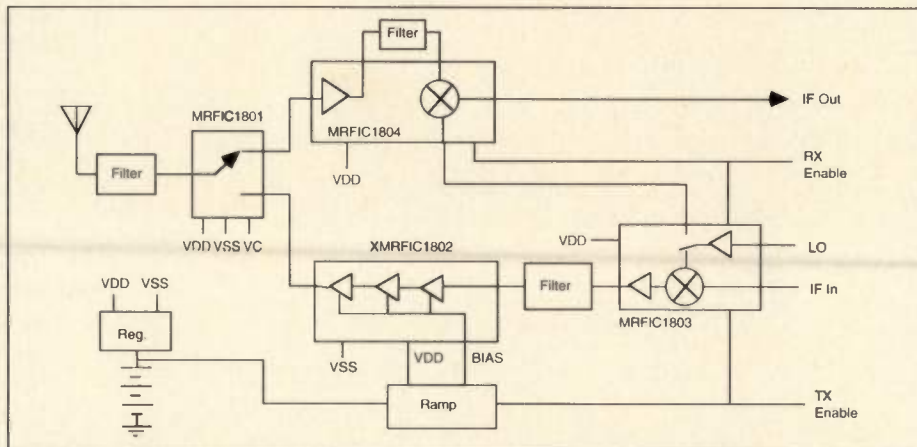 Filter
MRFIC1801
MRFIC1804
IF Out
Filter
VDD
RX
Enable
VDD VSS VC
XMRFIC1802
VDD
LO
Filter
IF In
MRFIC1803
VDD VSS
Reg.
VSS
VDD
BIAS
Ramp
TX
Enable